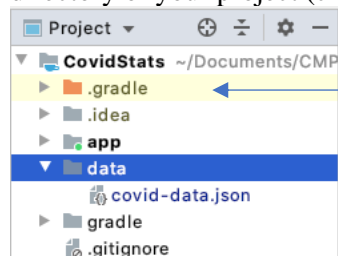 Project
CovidStats ~/Documents/CMP
.gradle
.idea
app
data
covid-data.json
gradle
.gitignore